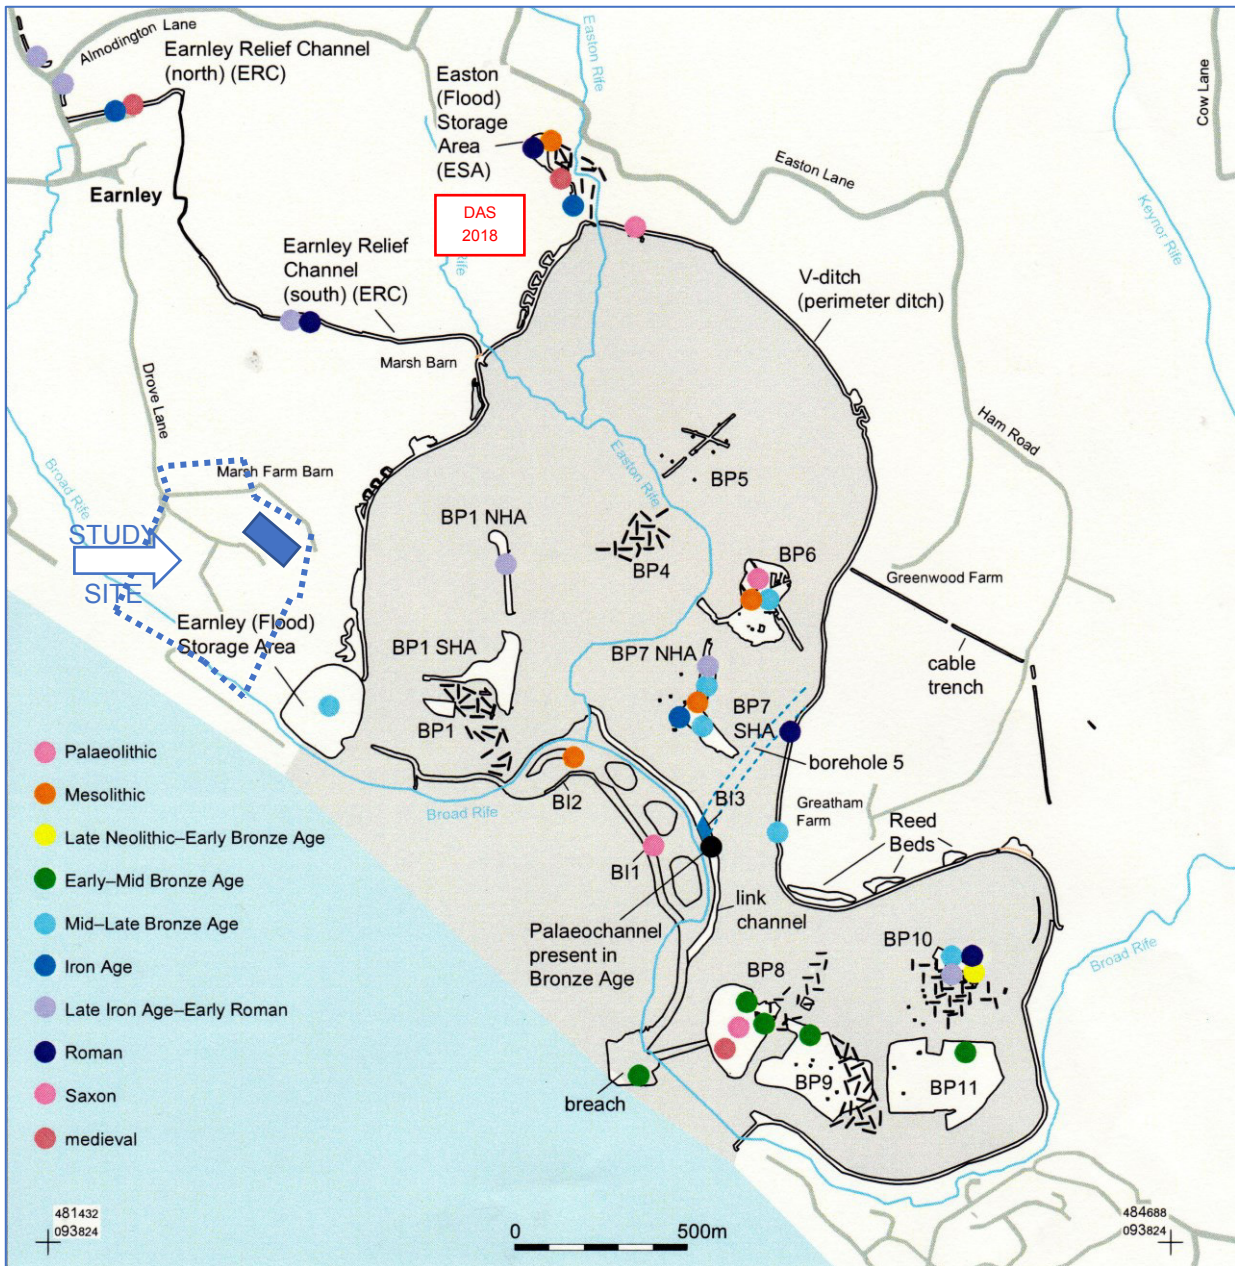 Almodington Lane
Earnley Relief Channel
(north) (ERC)
Easton
(Flood)
Storage
Area
(ESA)
Easton Rife
Cow Lane
Easton Lane
Keynor Rife
Earnley
DAS
2018
Rife
Earnley Relief
Channel
(south) (ERC)
V-ditch
(perimeter ditch)
Marsh Barn
Drove Lane
Ham Road
Broad Rife
Marsh Farm Barn
Easton Rife
BP5
BP1 NHA
STUDY
SITE
BP4
BP6
Greenwood Farm
Earnley (Flood)
Storage Area
BP1 SHA
BP7 NHA
cable
trench
BP7
SHA
BP1
borehole 5
Palaeolithic
Mesolithic
Late Neolithic–Early Bronze Age
Early–Mid Bronze Age
Mid–Late Bronze Age
Iron Age
Late Iron Age–Early Roman
Roman
Saxon
medieval
Broad Rife
BI2
BI3
Greatham
Farm
Reed
Beds
BI1
link
channel
Palaeochannel
present in
Bronze Age
BP10
Broad Rife
BP8
BP9
BP11
breach
481432
093824
0 500m
484688
093824